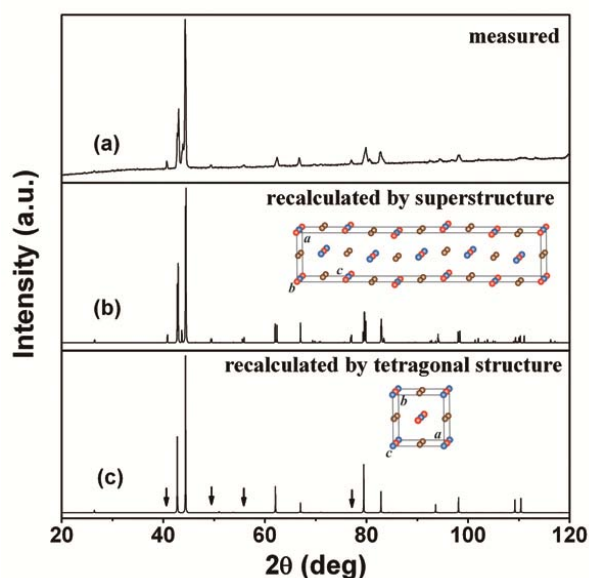 measured
(a)
recalculated by superstructure
a
c
b
(b)
recalculated by tetragonal structure
b
a
c
(c)
Intensity (a.u.)
20 40 60 80 100 120
2θ (deg)